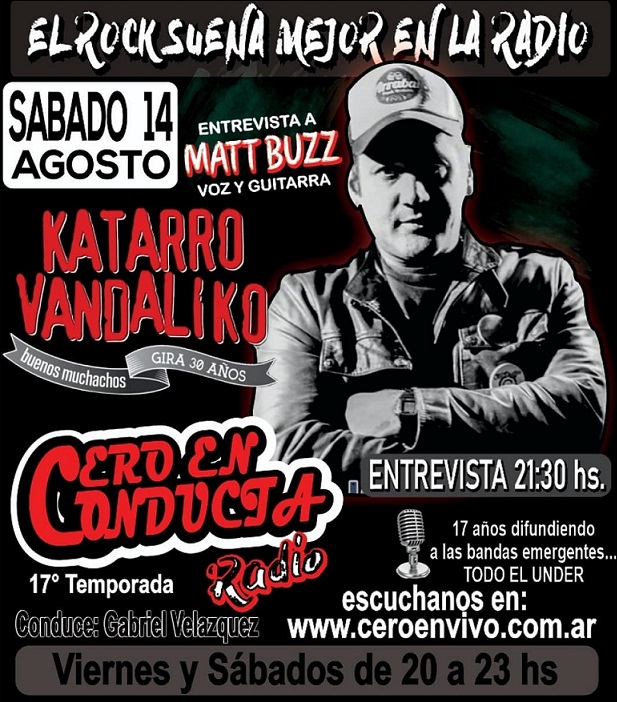 EL ROCK SUENA MEJOR EN LA RADIO
SABADO 14
AGOSTO
ENTREVISTA A
MATT BUZZ
VOZ Y GUITARRA
KATARRO
VANDALIKO
buenos muchachos
GIRA 30 AÑOS
ENTREVISTA 21:30 hs.
CERO EN
CONDUCTA
Radio
17 años difundiendo
a las bandas emergentes...
TODO EL UNDER
17° Temporada
escuchanos en:
Conduce: Gabriel Velazquez
www.ceroenvivo.com.ar
Viernes y Sábados de 20 a 23 hs